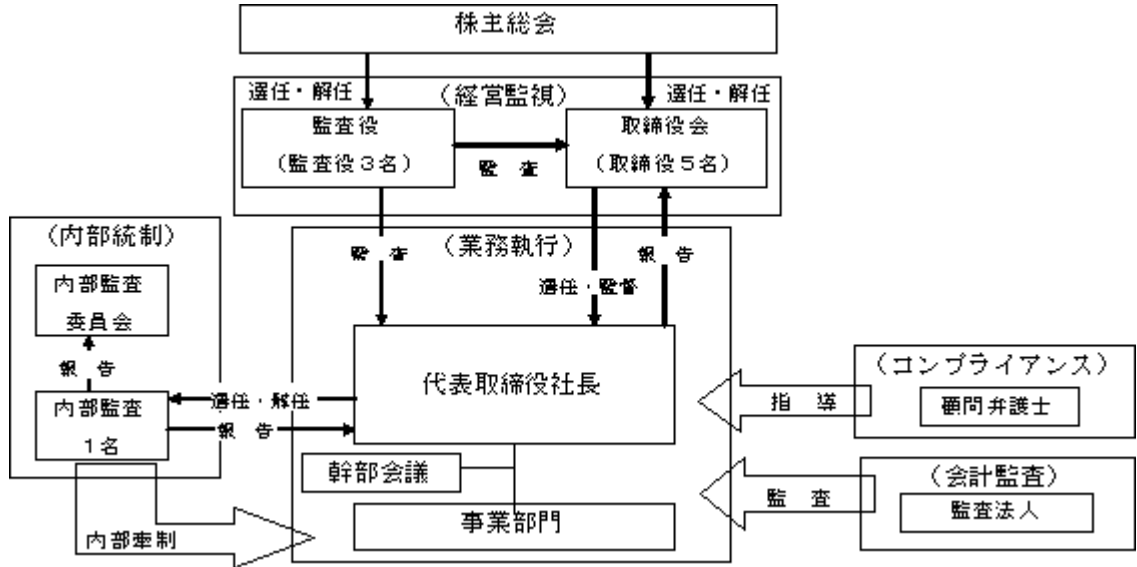 株主総会
選任・解任
（経営監視）
選任・解任
監査役
（監査役３名）
監 査
取締役会
（取締役５名）
（内部統制）
（業務執行）
監 査
報 告
選任・監督
内部監査
委員会
報 告
代表取締役社長
（コンプライアンス）
顧問弁護士
指 導
内部監査
１名
選任・解任
報 告
幹部会議
（会計監査）
監査法人
監 査
事業部門
内部牽制